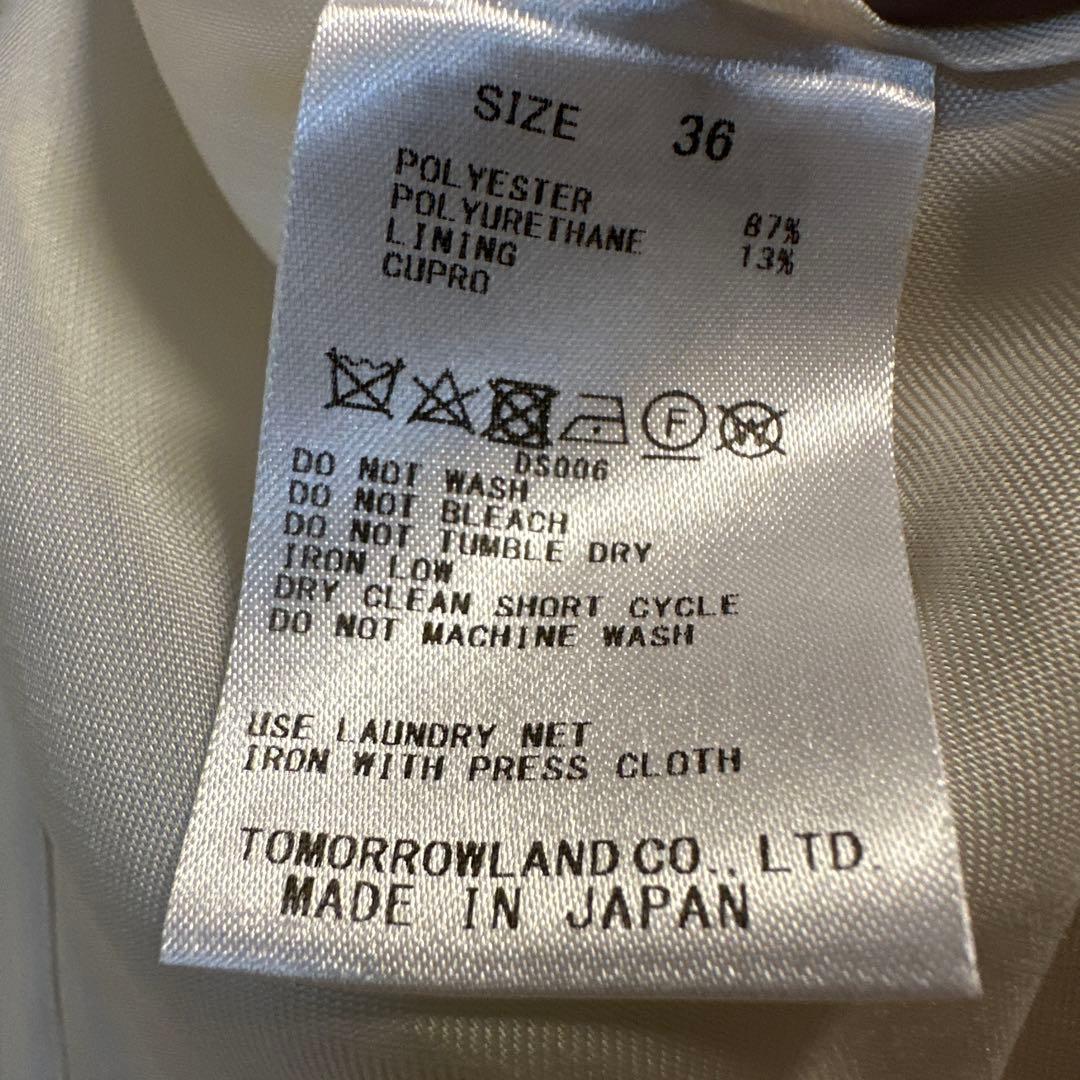 SIZE 36
POLYESTER 87%
POLYURETHANE 13%
LINING
CUPRO
F
W
DS006
DO NOT WASH
DO NOT BLEACH
DO NOT TUMBLE DRY
IRON LOW
DRY CLEAN SHORT CYCLE
DO NOT MACHINE WASH
USE LAUNDRY NET
IRON WITH PRESS CLOTH
TOMORROWLAND CO., LTD.
MADE IN JAPAN